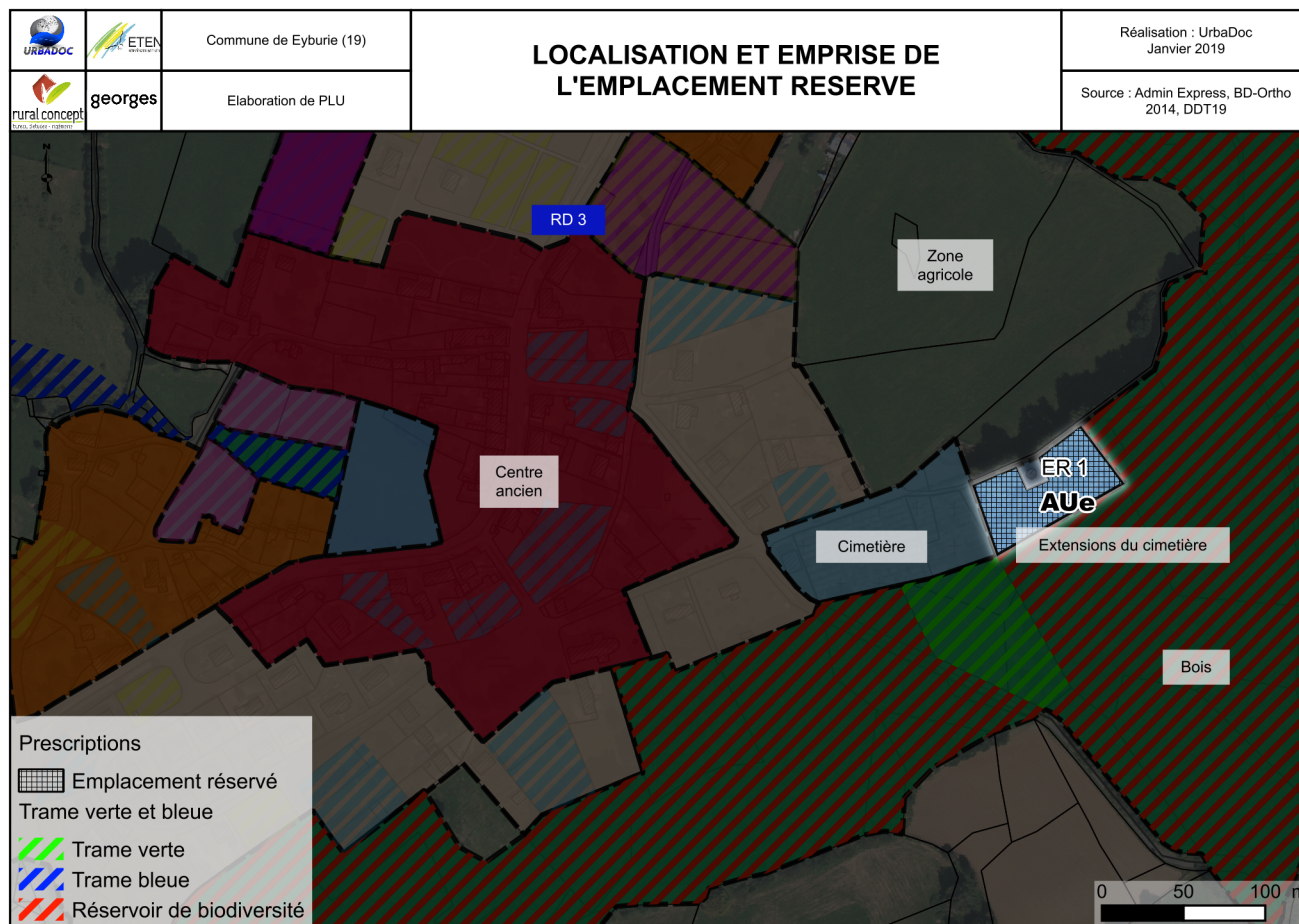 URBADOC
ETEN
Commune de Eyburie (19)
rural concept
georges
Elaboration de PLU
LOCALISATION ET EMPRISE DE
L'EMPLACEMENT RESERVE
Réalisation : UrbaDoc
Janvier 2019
Source : Admin Express, BD-Ortho
2014, DDT19
N
RD 3
Zone
agricole
Centre
ancien
ER 1
AUe
Cimetière
Extensions du cimetière
Bois
Prescriptions
Emplacement réservé
Trame verte et bleue
Trame verte
Trame bleue
Réservoir de biodiversité
0 50 100 m